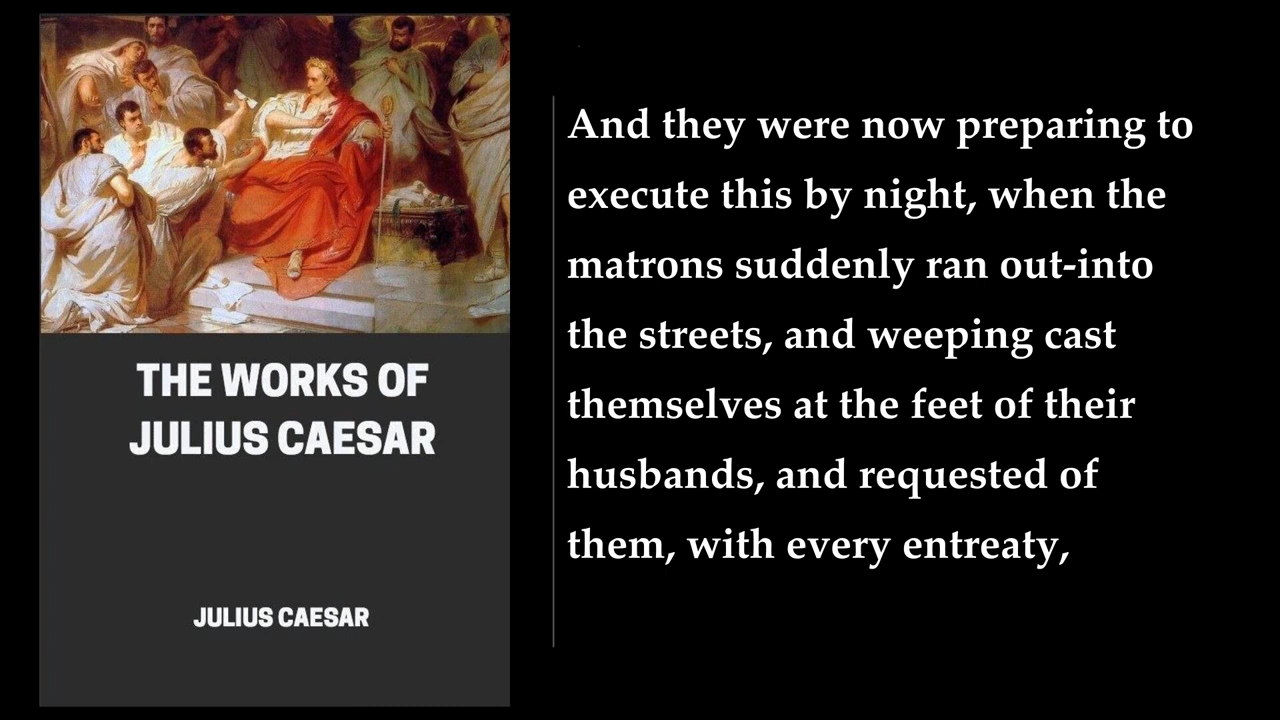 THE WORKS OF
JULIUS CAESAR
JULIUS CAESAR
And they were now preparing to
execute this by night, when the
matrons suddenly ran out-into
the streets, and weeping cast
themselves at the feet of their
husbands, and requested of
them, with every entreaty,